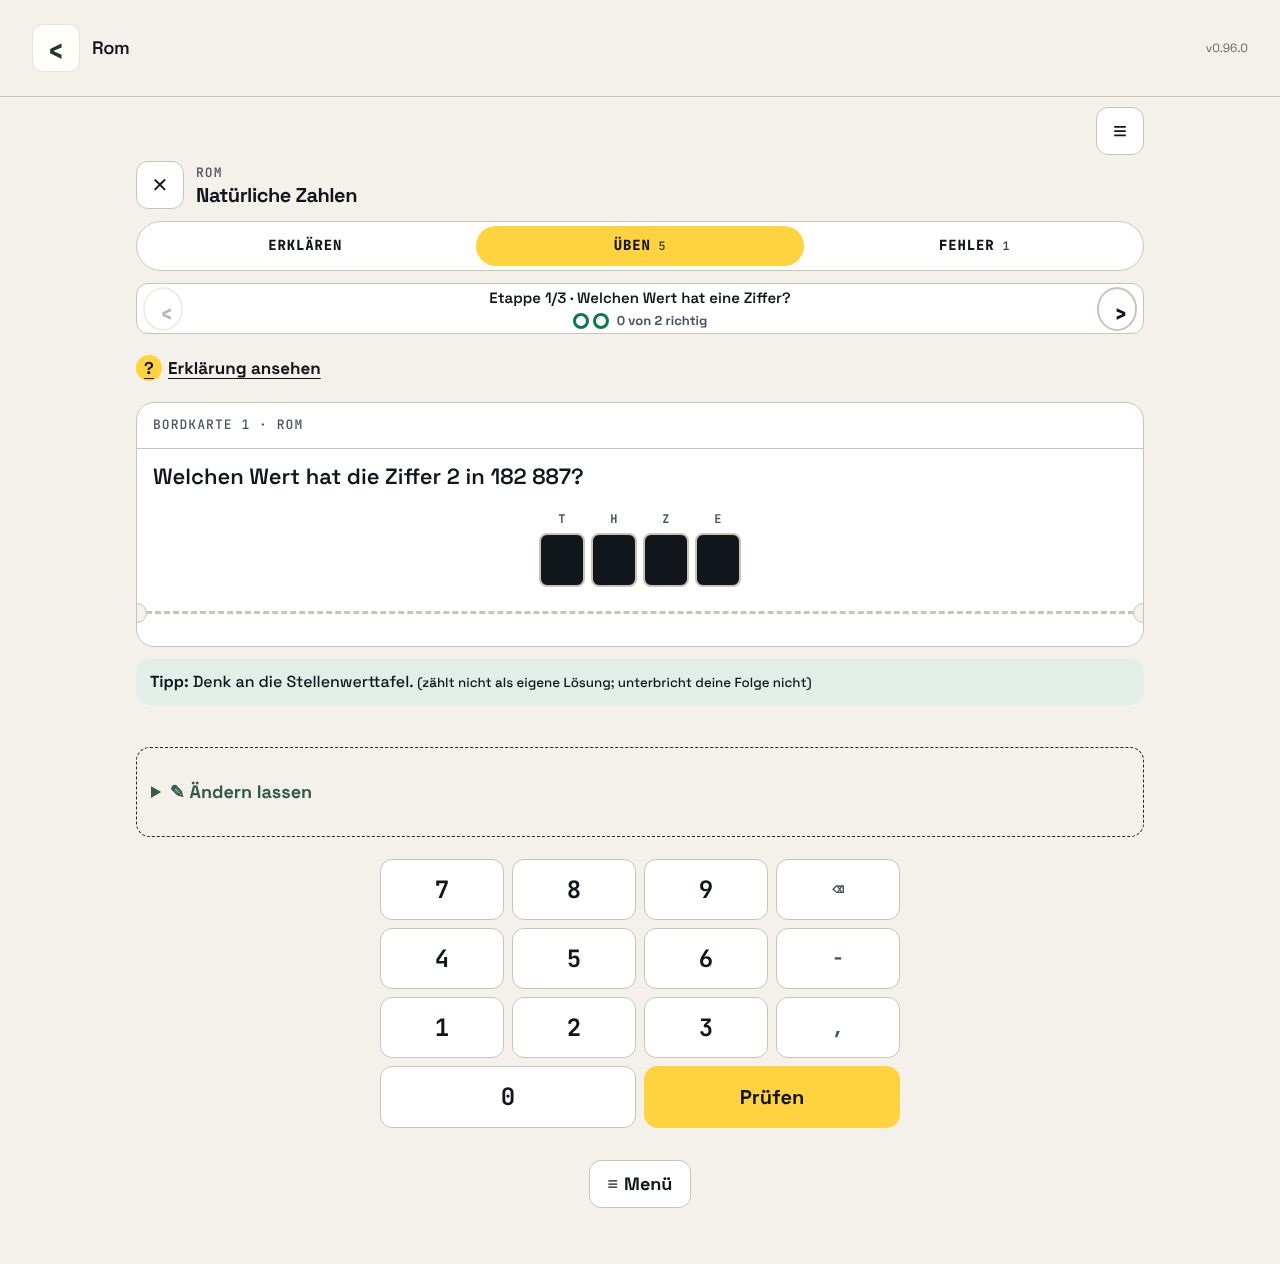 < Rom
v0.96.0
≡
✕
ROM
Natürliche Zahlen
ERKLÄREN
ÜBEN 5
FEHLER 1
<
Etappe 1/3 · Welchen Wert hat eine Ziffer?
0 von 2 richtig
>
? Erklärung ansehen
BORDKARTE 1 · ROM
Welchen Wert hat die Ziffer 2 in 182 887?
T H Z E
Tipp: Denk an die Stellenwerttafel. (zählt nicht als eigene Lösung; unterbricht deine Folge nicht)
▶ ✎ Ändern lassen
7 8 9 ⌫
4 5 6 -
1 2 3 ,
0 Prüfen
≡ Menü